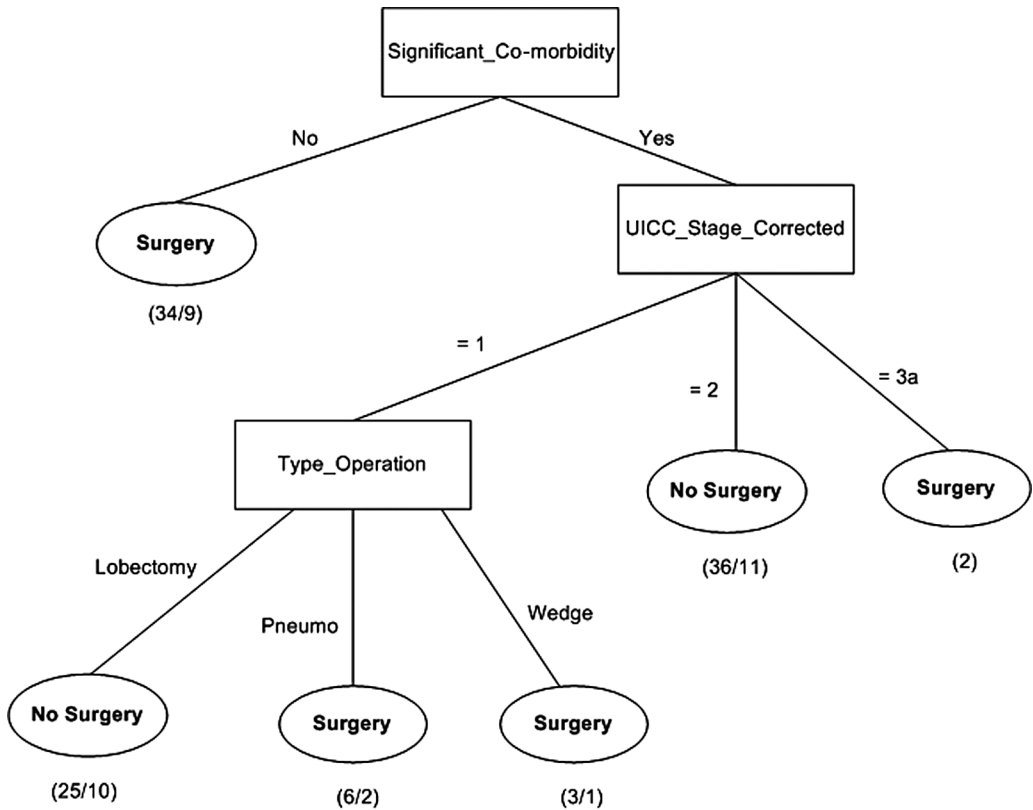 Significant_Co-morbidity
No
Yes
Surgery
(34/9)
UICC_Stage_Corrected
= 1
= 2
= 3a
Type_Operation
No Surgery
(36/11)
Surgery
(2)
Lobectomy
Pneumo
Wedge
No Surgery
(25/10)
Surgery
(6/2)
Surgery
(3/1)